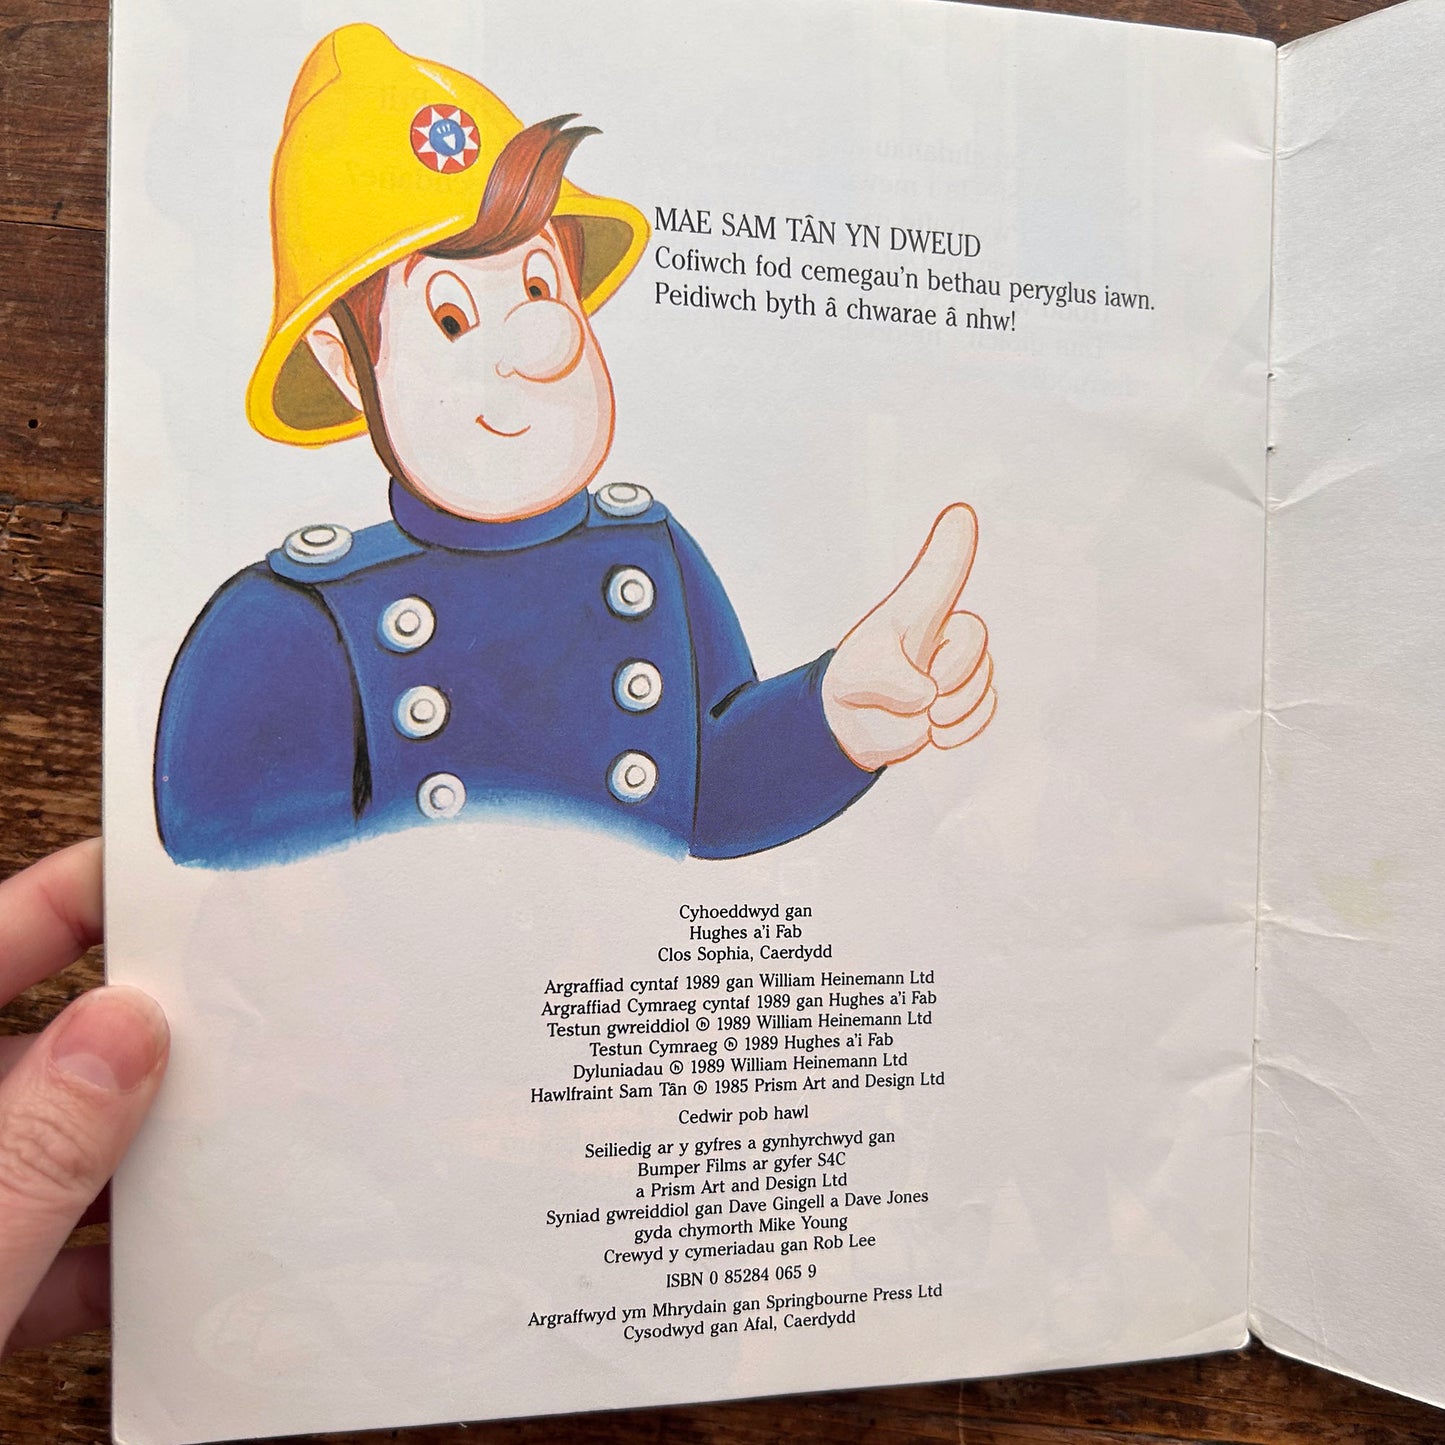 MAE SAM TÂN YN DWEUD
Cofiwch fod cemegau'n bethau peryglus iawn.
Peidiwch byth â chwarae â nhw!
Cyhoeddwyd gan
Hughes a'i Fab
Clos Sophia, Caerdydd
Argraffiad cyntaf 1989 gan William Heinemann Ltd
Argraffiad Cymraeg cyntaf 1989 gan Hughes a'i Fab
Testun gwreiddiol ⓗ 1989 William Heinemann Ltd
Testun Cymraeg ⓗ 1989 Hughes a'i Fab
Dyluniadau ⓗ 1989 William Heinemann Ltd
Hawlfraint Sam Tân ⓗ 1985 Prism Art and Design Ltd
Cedwir pob hawl
Seiliedig ar y gyfres a gynhyrchwyd gan
Bumper Films ar gyfer S4C
a Prism Art and Design Ltd
Syniad gwreiddiol gan Dave Gingell a Dave Jones
gyda chymorth Mike Young
Crewyd y cymeriadau gan Rob Lee
ISBN 0 85284 065 9
Argraffwyd ym Mhrydain gan Springbourne Press Ltd
Cysodwyd gan Afal, Caerdydd